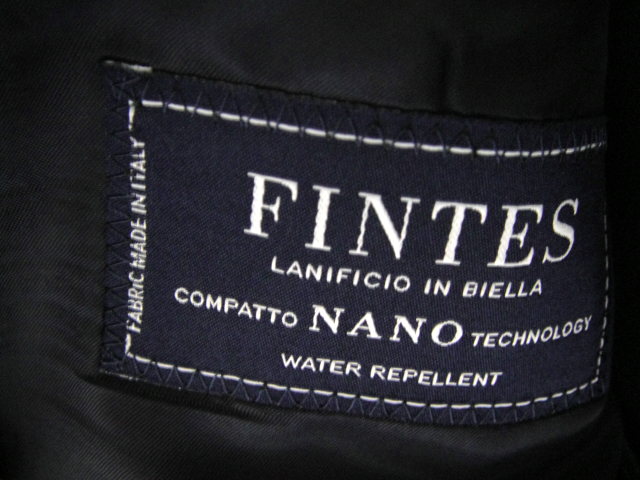 FABRIC MADE IN ITALY
FINTES
LANIFICIO IN BIELLA
COMPATTO NANO TECHNOLOGY
WATER REPELLENT